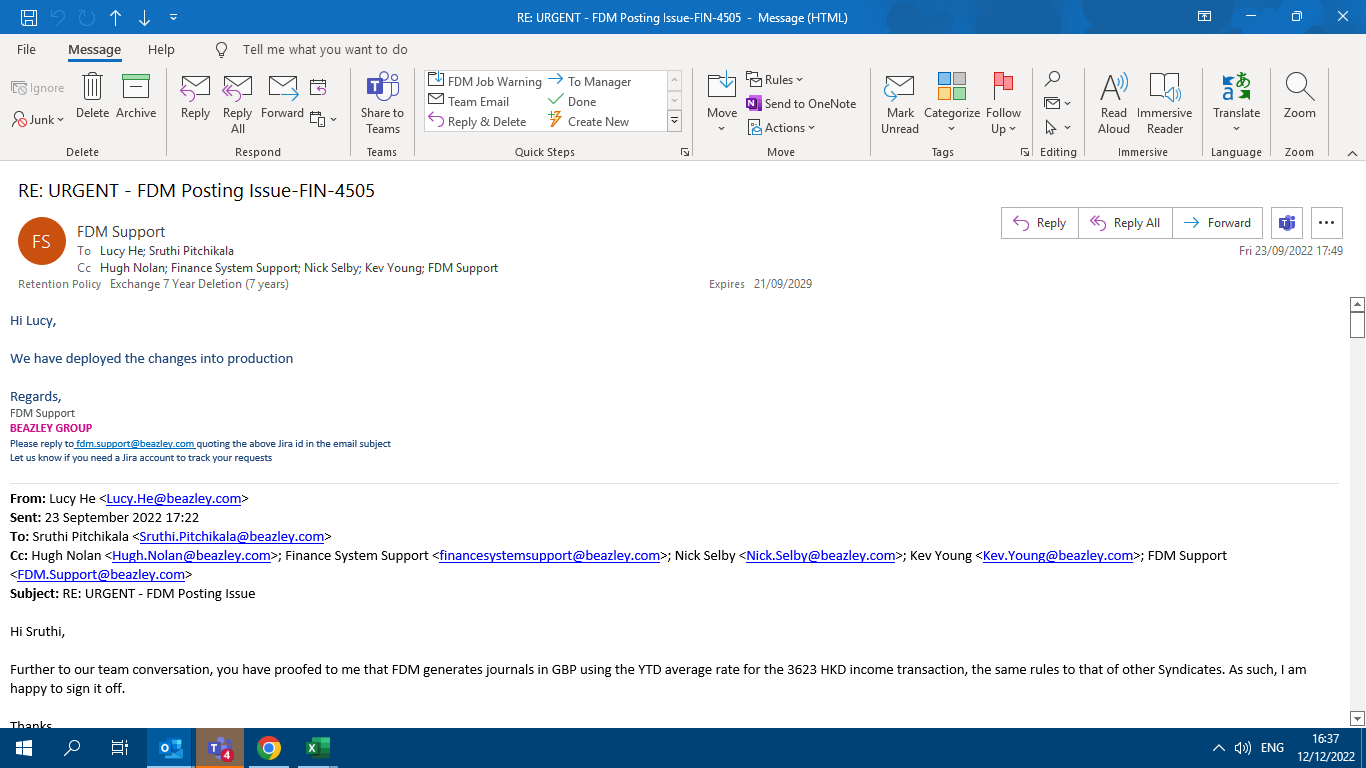 RE: URGENT - FDM Posting Issue-FIN-4505 - Message (HTML)
File Message Help Tell me what you want to do
Ignore
Junk
Delete
Archive
Delete
Reply
Reply All
Forward
Respond
Share to Teams
Teams
FDM Job Warning To Manager
Team Email Done
Reply & Delete Create New
Quick Steps
Move
Rules
Send to OneNote
Actions
Move
Mark Unread
Categorize
Follow Up
Tags
Editing
Read Aloud
Immersive Reader
Immersive
Translate
Language
Zoom
Zoom
RE: URGENT - FDM Posting Issue-FIN-4505
FS
FDM Support
To Lucy He; Sruthi Pitchikala
Cc Hugh Nolan; Finance System Support; Nick Selby; Kev Young; FDM Support
Retention Policy Exchange 7 Year Deletion (7 years) Expires 21/09/2029
Reply Reply All Forward
Fri 23/09/2022 17:49
Hi Lucy,
We have deployed the changes into production
Regards,
FDM Support
BEAZLEY GROUP
Please reply to fdm.support@beazley.com quoting the above Jira id in the email subject
Let us know if you need a Jira account to track your requests
From: Lucy He <Lucy.He@beazley.com>
Sent: 23 September 2022 17:22
To: Sruthi Pitchikala <Sruthi.Pitchikala@beazley.com>
Cc: Hugh Nolan <Hugh.Nolan@beazley.com>; Finance System Support <financesystemsupport@beazley.com>; Nick Selby <Nick.Selby@beazley.com>; Kev Young <Kev.Young@beazley.com>; FDM Support
<FDM.Support@beazley.com>
Subject: RE: URGENT - FDM Posting Issue
Hi Sruthi,
Further to our team conversation, you have proofed to me that FDM generates journals in GBP using the YTD average rate for the 3623 HKD income transaction, the same rules to that of other Syndicates. As such, I am
happy to sign it off.
Thanks
4
ENG
16:37
12/12/2022